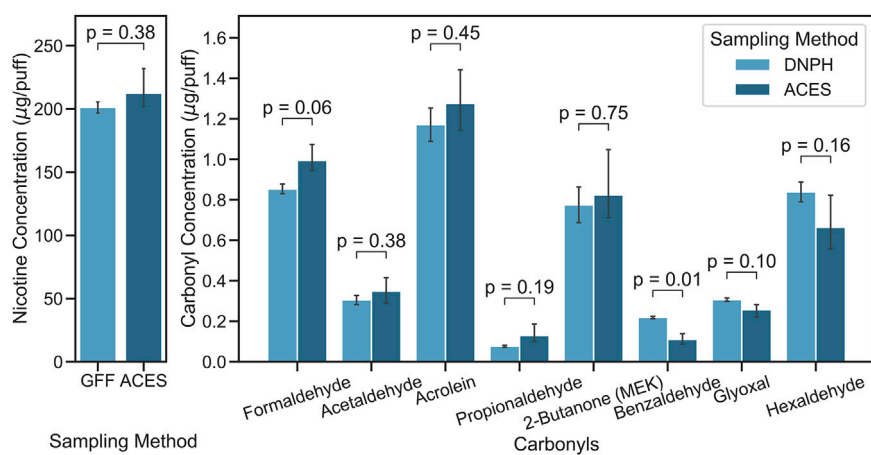 Nicotine Concentration (µg/puff)
250
200
150
100
50
0
p = 0.38
GFF ACES
Sampling Method
Carbonyl Concentration (µg/puff)
1.6
1.4
1.2
1.0
0.8
0.6
0.4
0.2
0.0
p = 0.06
p = 0.38
p = 0.45
p = 0.19
p = 0.75
p = 0.01
p = 0.10
p = 0.16
Sampling Method
DNPH
ACES
Formaldehyde
Acetaldehyde
Acrolein
Propionaldehyde
2-Butanone (MEK)
Benzaldehyde
Glyoxal
Hexaldehyde
Carbonyls